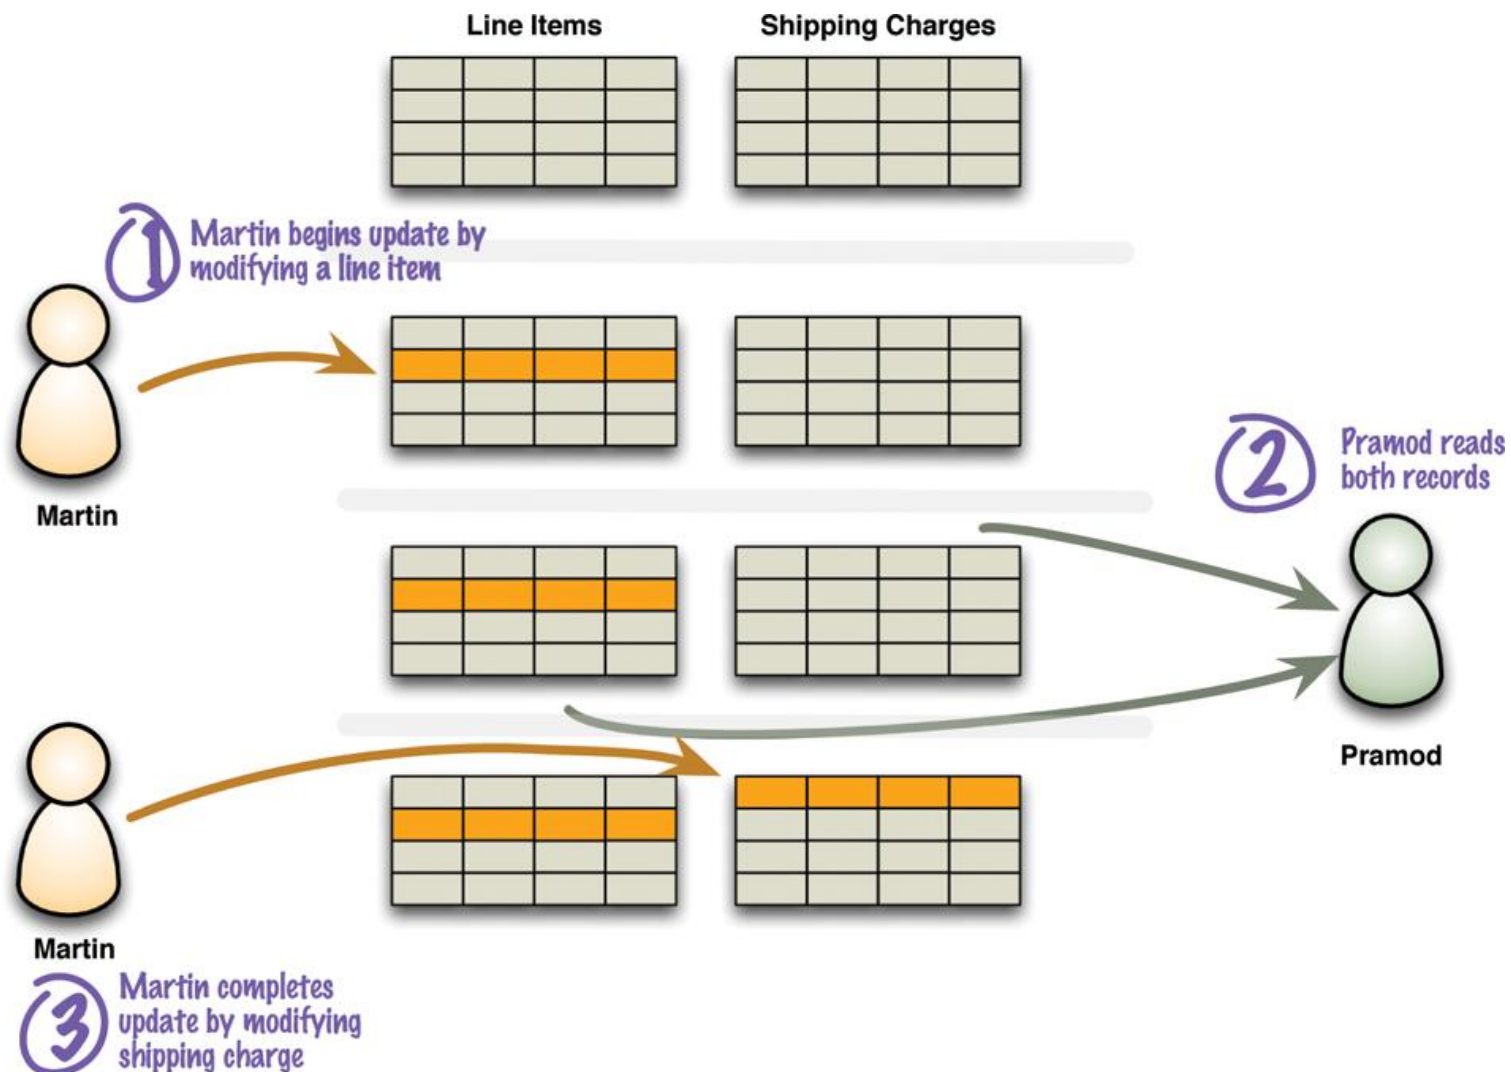 Line Items
Shipping Charges
1
Martin begins update by
modifying a line item
Martin
2
Pramod reads
both records
Pramod
Martin
3
Martin completes
update by modifying
shipping charge